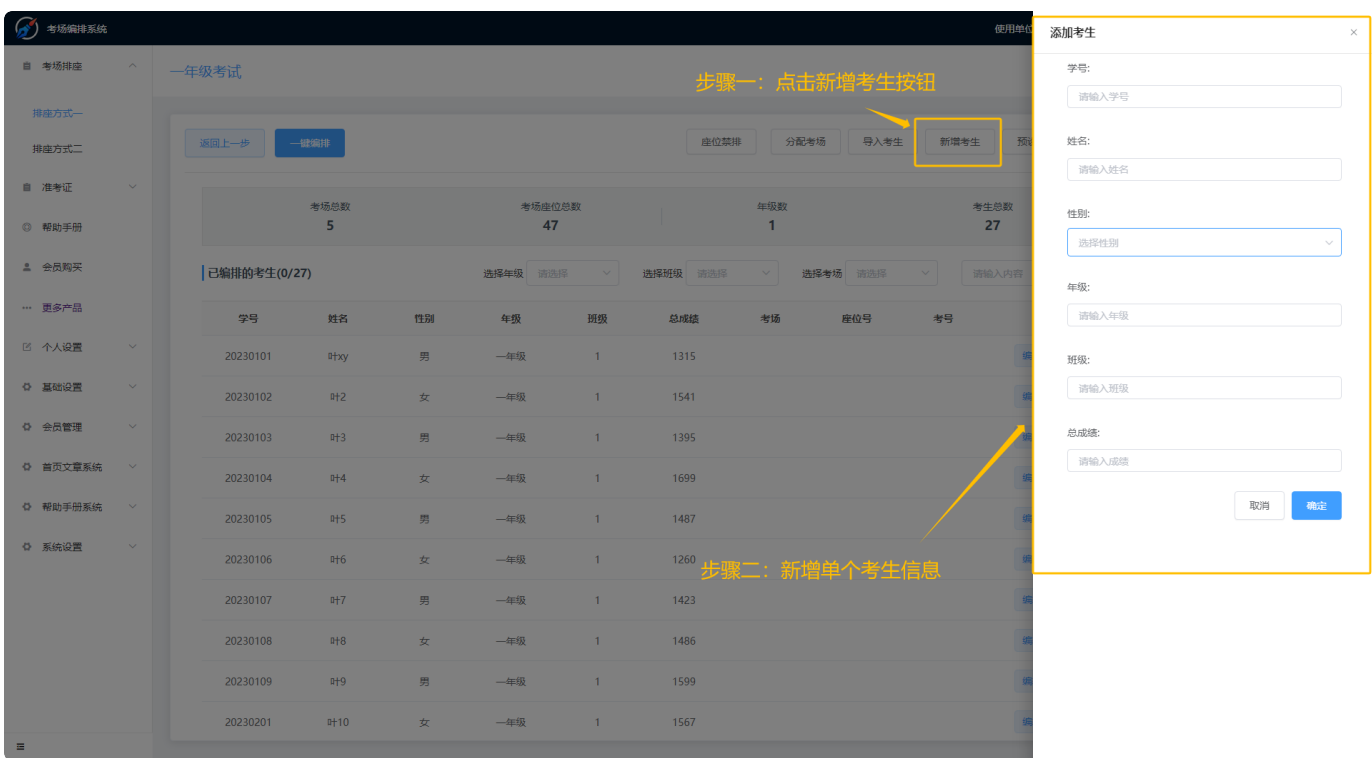 考场编排系统
使用单位
考场排座
排座方式一
排座方式二
准考证
帮助手册
会员购买
更多产品
个人设置
基础设置
会员管理
首页文章系统
帮助手册系统
系统设置
一年级考试
步骤一：点击新增考生按钮
返回上一步 一键编排 座位禁排 分配考场 导入考生 新增考生
考场总数 考场座位总数 年级数 考生总数
5 47 1 27
已编排的考生(0/27) 选择年级 请选择 选择班级 请选择 选择考场 请选择 请输入内容
学号 姓名 性别 年级 班级 总成绩 考场 座位号 考号
20230101 叶xy 男 一年级 1 1315
20230102 叶2 女 一年级 1 1541
20230103 叶3 男 一年级 1 1395
20230104 叶4 女 一年级 1 1699
20230105 叶5 男 一年级 1 1487
20230106 叶6 女 一年级 1 1260
20230107 叶7 男 一年级 1 1423
20230108 叶8 女 一年级 1 1486
20230109 叶9 男 一年级 1 1599
20230201 叶10 女 一年级 1 1567
步骤二：新增单个考生信息
添加考生
学号:
请输入学号
姓名:
请输入姓名
性别:
选择性别
年级:
请输入年级
班级:
请输入班级
总成绩:
请输入成绩
取消 确定